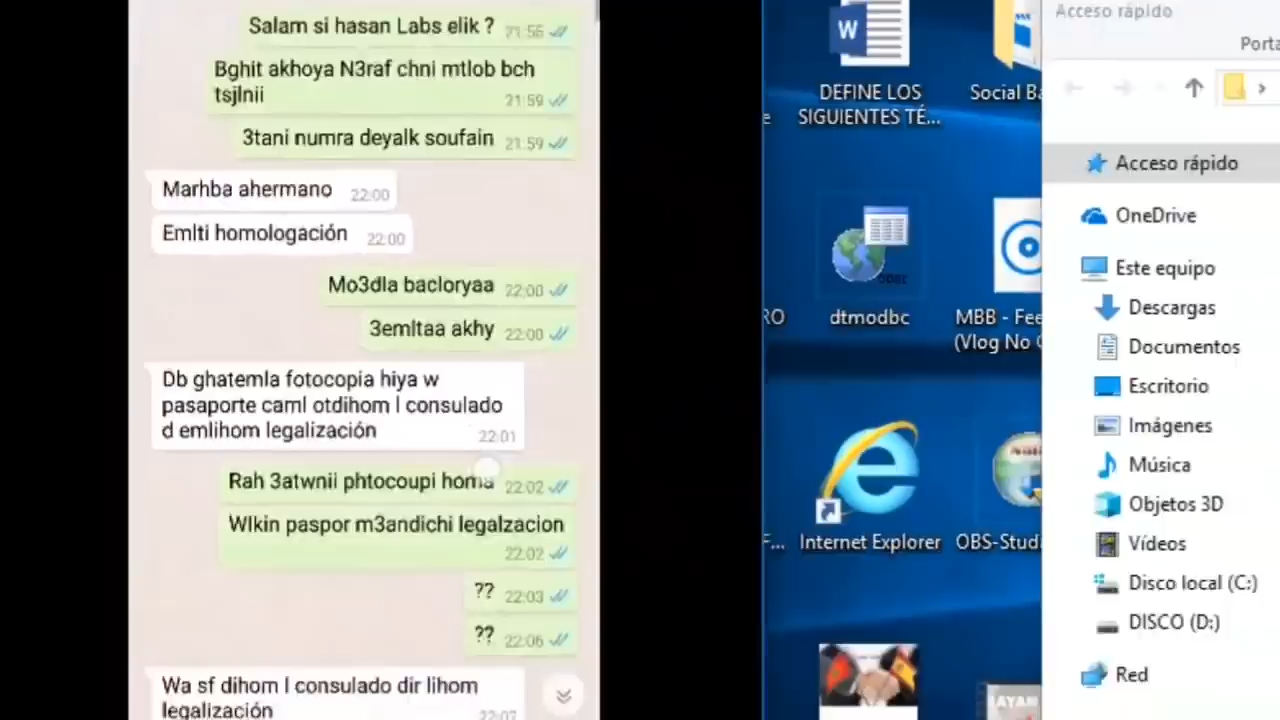 Salam si hasan Labs elik ? 21:56
Bghit akhoya N3raf chni mtlob bch
tsjlnii 21:59
3tani numra deyalk soufain 21:59
Marhba ahermano 22:00
Emlti homologación 22:00
Mo3dla bacloryaa 22:00
3emltaa akhy 22:00
Db ghatemla fotocopia hiya w
pasaporte caml otdihom l consulado
d emlihom legalización 22:01
Rah 3atwnii phtocoupi homa 22:02
Wlkin paspor m3andichi legalzacion
22:02
?? 22:03
?? 22:06
Wa sf dihom l consulado dir lihom
legalización 22:07
DEFINE LOS
SIGUIENTES TÉ...
Social Ba
dtmodbc
RO
MBB - Fee
(Vlog No
F...
Internet Explorer
OBS-Studi
Acceso rápido
Porta
Acceso rápido
OneDrive
Este equipo
Descargas
Documentos
Escritorio
Imágenes
Música
Objetos 3D
Vídeos
Disco local (C:)
DISCO (D:)
Red